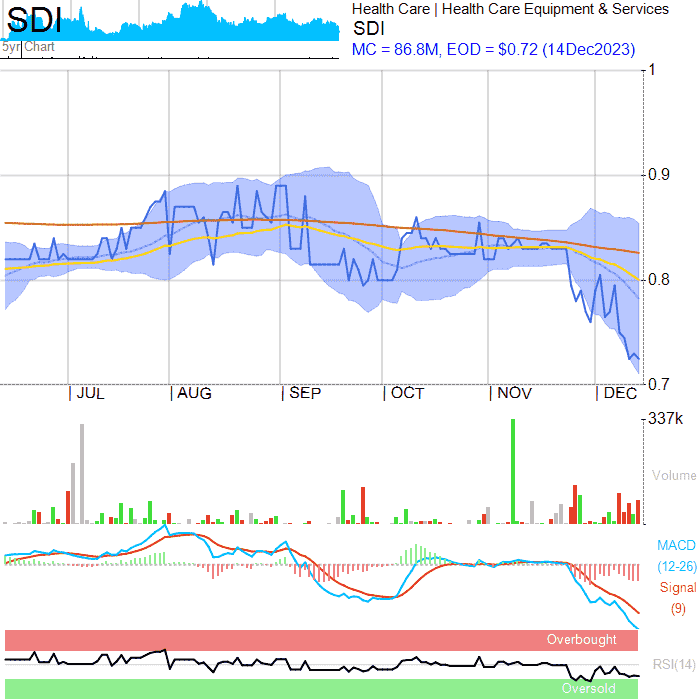 SDI
5yr Chart
Health Care | Health Care Equipment & Services
SDI
MC = 86.8M, EOD = $0.72 (14Dec2023)
1
0.9
0.8
0.7
|JUL |AUG |SEP |OCT |NOV |DEC
337k
Volume
MACD
(12-26)
Signal
(9)
Overbought
RSI(14)
Oversold